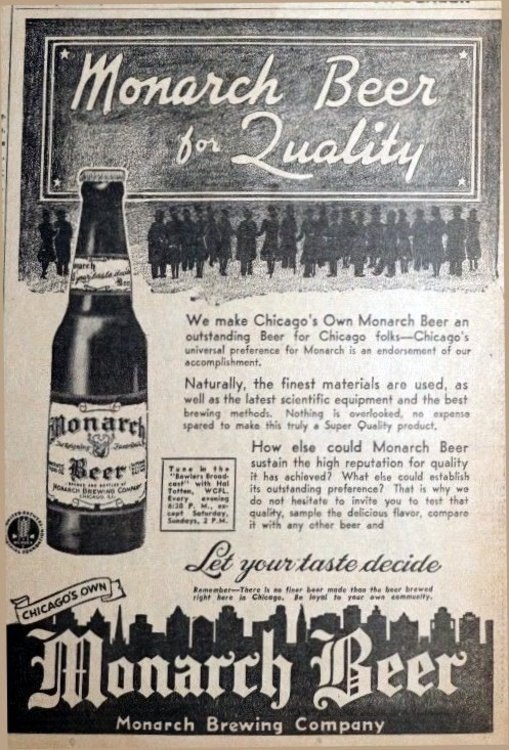 Monarch Beer
for Quality
We make Chicago's Own Monarch Beer an
outstanding Beer for Chicago folks—Chicago's
universal preference for Monarch is an endorsement of our
accomplishment.
Naturally, the finest materials are used, as
well as the latest scientific equipment and the best
brewing methods. Nothing is overlooked, no expense
spared to make this truly a Super Quality product.
How else could Monarch Beer
sustain the high reputation for quality
it has achieved? What else could establish
its outstanding preference? That is why we
do not hesitate to invite you to test that
quality, sample the delicious flavor, compare
it with any other beer and
Tune in the
"Bowlers Broad-
cast" with Hal
Totten, WCFL.
Every evening
6:30 P. M., ex-
cept Saturday,
Sundays, 2 P.M.
Monarch
Beer
MONARCH BREWING COMPANY
CHICAGO, ILL.
Let your taste decide
Remember—There is no finer beer made than the beer brewed
right here in Chicago. Be loyal to your own community.
CHICAGO'S OWN
Monarch Beer
Monarch Brewing Company